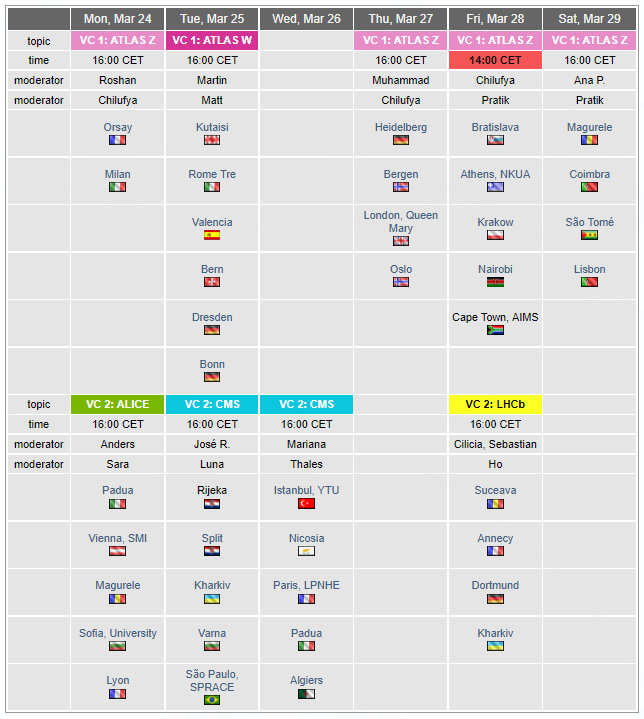 Mon, Mar 24 Tue, Mar 25 Wed, Mar 26 Thu, Mar 27 Fri, Mar 28 Sat, Mar 29
topic VC 1: ATLAS Z VC 1: ATLAS W VC 1: ATLAS Z VC 1: ATLAS Z VC 1: ATLAS Z
time 16:00 CET 16:00 CET 16:00 CET 14:00 CET 16:00 CET
moderator Roshan Martin Muhammad Chilufya Ana P.
moderator Chilufya Matt Chilufya Pratik Pratik
Orsay Kutaisi Heidelberg Bratislava Magurele
Milan Rome Tre Bergen Athens, NKUA Coimbra
Valencia London, Queen Mary Krakow São Tomé
Bern Oslo Nairobi Lisbon
Dresden Cape Town, AIMS
Bonn
topic VC 2: ALICE VC 2: CMS VC 2: CMS VC 2: LHCb
time 16:00 CET 16:00 CET 16:00 CET 16:00 CET
moderator Anders José R. Mariana Cilicia, Sebastian
moderator Sara Luna Thales Ho
Padua Rijeka Istanbul, YTU Suceava
Vienna, SMI Split Nicosia Annecy
Magurele Kharkiv Paris, LPNHE Dortmund
Sofia, University Varna Padua Kharkiv
Lyon São Paulo, SPRACE Algiers